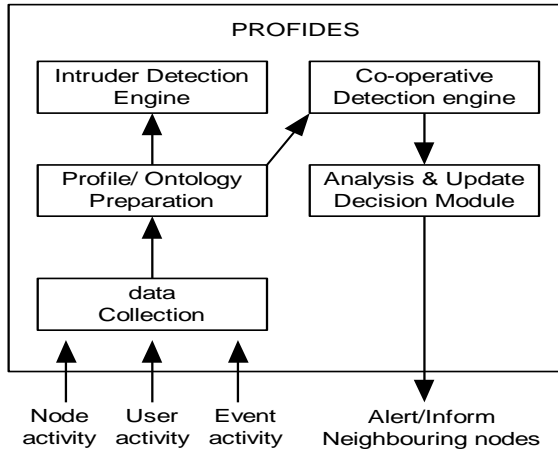 PROFIDES
Intruder Detection
Engine
Co-operative
Detection engine
Profile/ Ontology
Preparation
Analysis & Update
Decision Module
data
Collection
Node
activity
User
activity
Event
activity
Alert/Inform
Neighbouring nodes